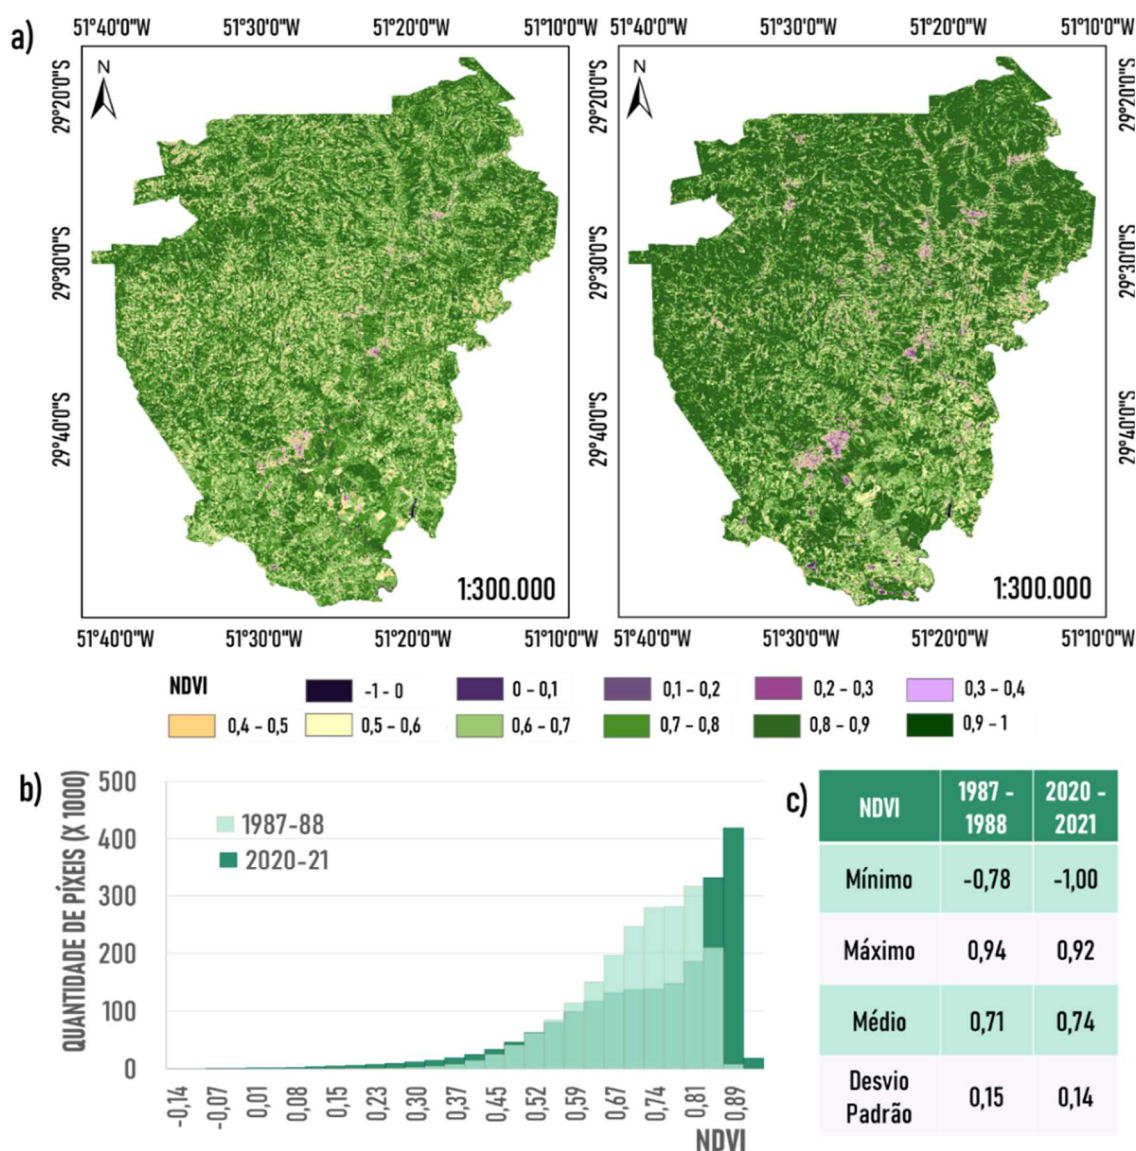 a)
51°40'0"W 51°30'0"W 51°20'0"W 51°10'0"W 51°40'0"W 51°30'0"W 51°20'0"W 51°10'0"W
N
N
29°20'0"S
29°30'0"S
29°40'0"S
29°20'0"S
29°30'0"S
29°40'0"S
29°20'0"S
29°30'0"S
29°40'0"S
1:300.000
1:300.000
51°40'0"W 51°30'0"W 51°20'0"W 51°10'0"W 51°40'0"W 51°30'0"W 51°20'0"W 51°10'0"W
NDVI -1 - 0 0 - 0,1 0,1 - 0,2 0,2 - 0,3 0,3 - 0,4
0,4 - 0,5 0,5 - 0,6 0,6 - 0,7 0,7 - 0,8 0,8 - 0,9 0,9 - 1
b)
QUANTIDADE DE PÍXEIS (X 1000)
500
400
300
200
100
0
1987-88
2020-21
-0,14 -0,07 0,01 0,08 0,15 0,23 0,30 0,37 0,45 0,52 0,59 0,67 0,74 0,81 0,89
NDVI
c)
NDVI 1987 - 1988 2020 - 2021
Mínimo -0,78 -1,00
Máximo 0,94 0,92
Médio 0,71 0,74
Desvio Padrão 0,15 0,14